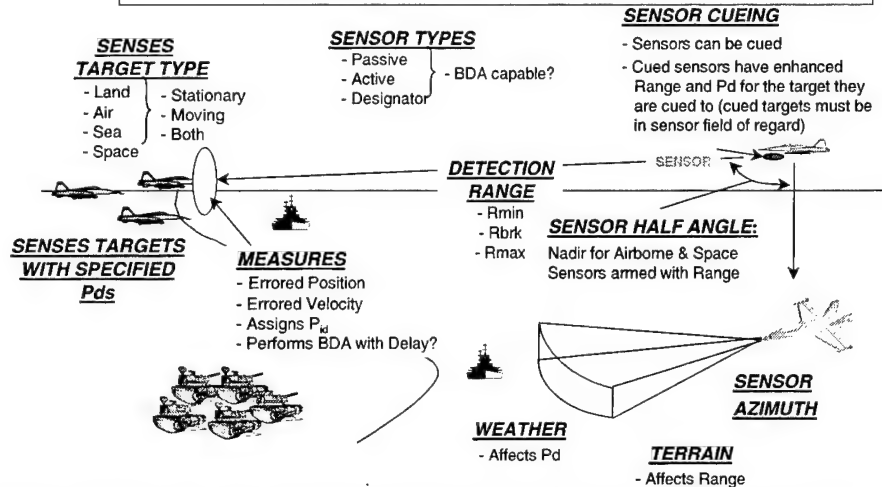 SENSES
TARGET TYPE
- Land
- Air
- Sea
- Space
- Stationary
- Moving
- Both
SENSOR TYPES
- Passive
- Active
- Designator
- BDA capable?
SENSOR CUEING
- Sensors can be cued
- Cued sensors have enhanced
Range and Pd for the target they
are cued to (cued targets must be
in sensor field of regard)
SENSOR
DETECTION
RANGE
- Rmin
- Rbrk
- Rmax
SENSOR HALF ANGLE:
Nadir for Airborne & Space
Sensors armed with Range
SENSES TARGETS
WITH SPECIFIED
Pds
MEASURES
- Errored Position
- Errored Velocity
- Assigns Pid
- Performs BDA with Delay?
SENSOR
AZIMUTH
WEATHER
- Affects Pd
TERRAIN
- Affects Range